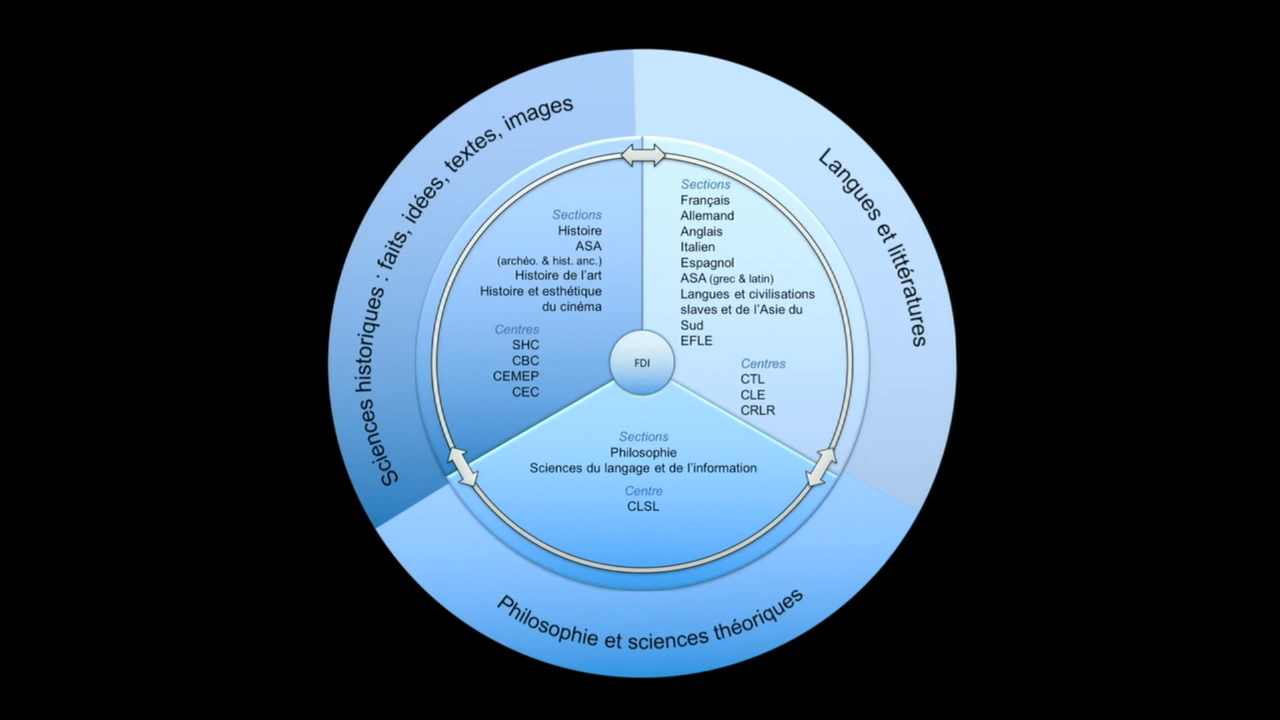 Sciences historiques : faits, idées, textes, images
Sections
Histoire
ASA
(archéo. & hist. anc.)
Histoire de l'art
Histoire et esthétique
du cinéma
Centres
SHC
CBC
CEMEP
CEC
Langues et littératures
Sections
Français
Allemand
Anglais
Italien
Espagnol
ASA (grec & latin)
Langues et civilisations
slaves et de l'Asie du
Sud
EFLE
Centres
CTL
CLE
CRLR
FDI
Sections
Philosophie
Sciences du langage et de l'information
Centre
CLSL
Philosophie et sciences théoriques